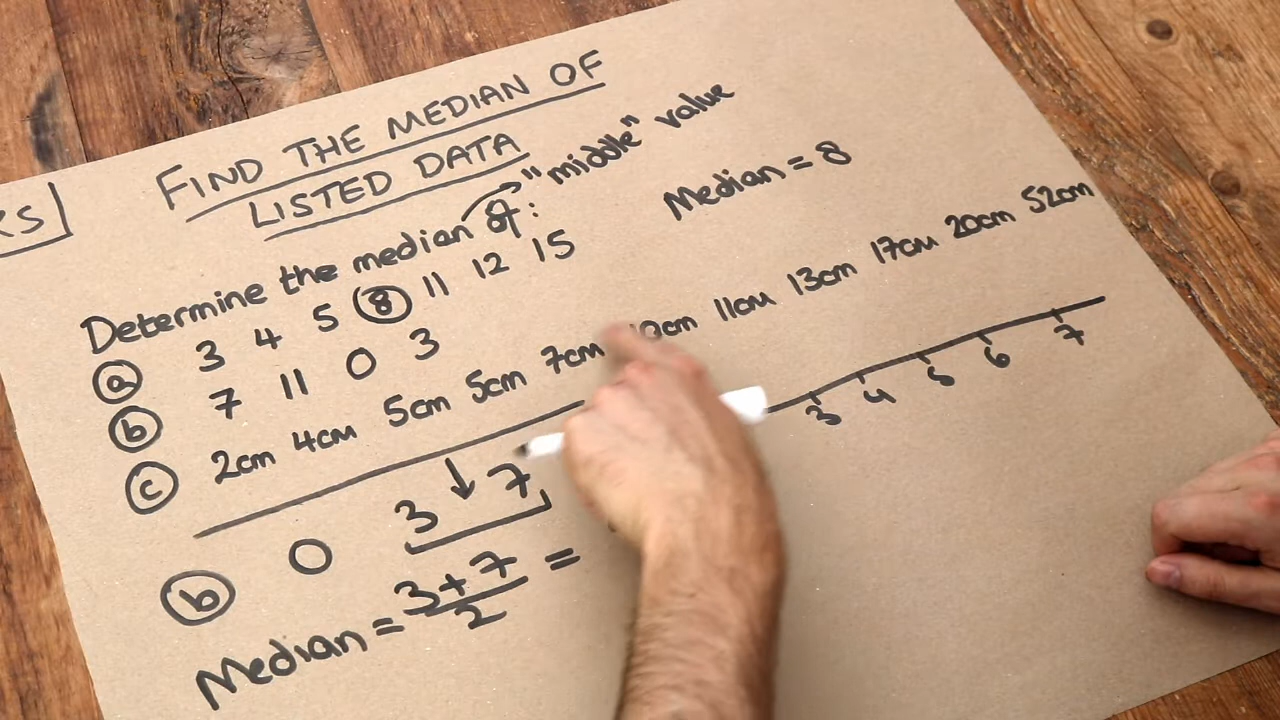 FIND THE MEDIAN OF
LISTED DATA
"middle" value
Determine the median of:
Median = 8
a 3 4 5 8 11 12 15
b 7 11 0 3
c 2cm 4cm 5cm 5cm 7cm 10cm 11cm 13cm 17cm 20cm 52cm
3 4 5 6 7
b 0 3 7
Median = 3+7 =
2